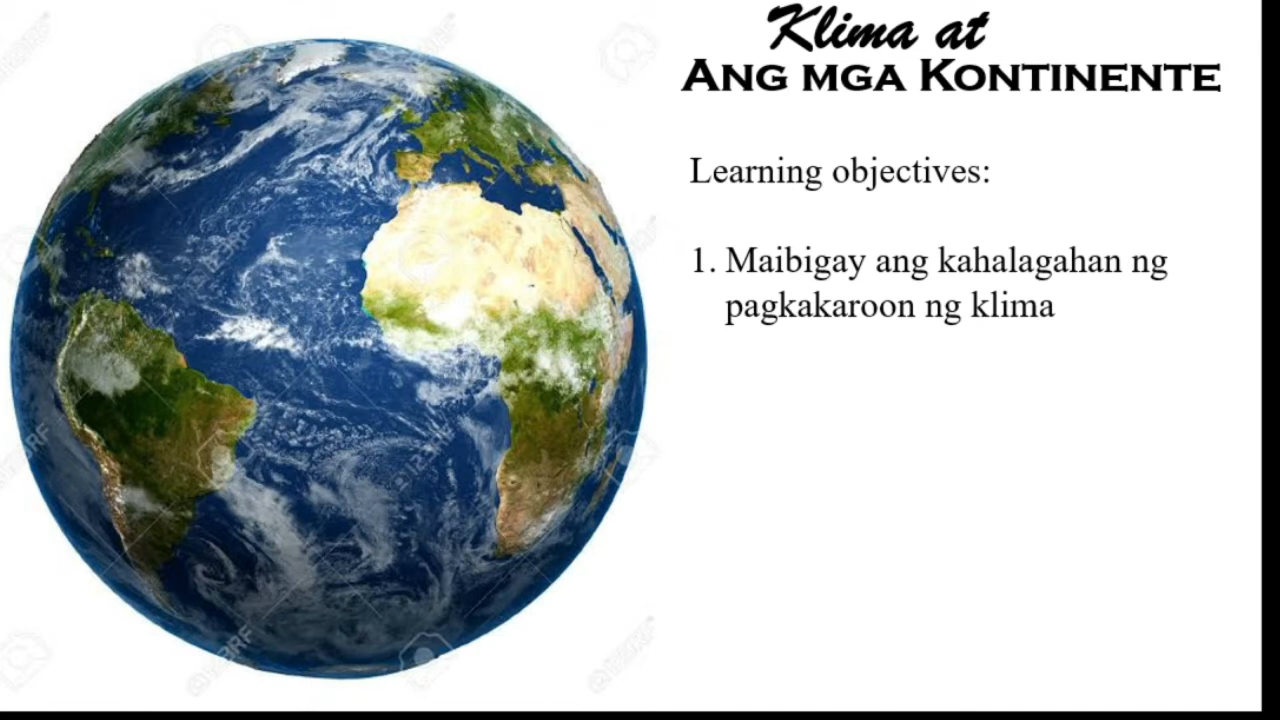 Klima at
ANG MGA KONTINENTE
Learning objectives:
1. Maibigay ang kahalagahan ng
pagkakaroon ng klima